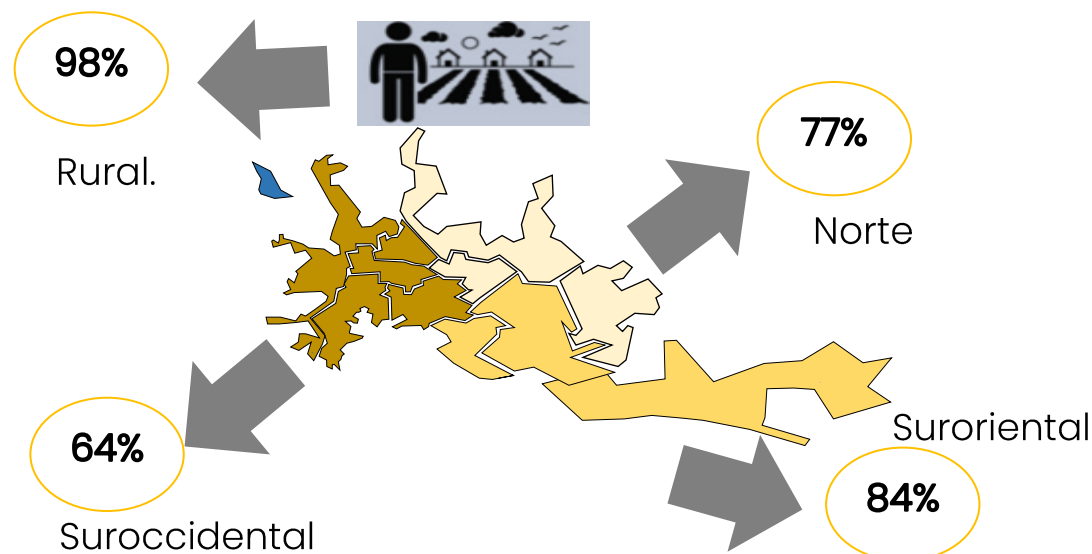 98%
Rural.
77%
Norte
64%
Suroccidental
Suroriental
84%